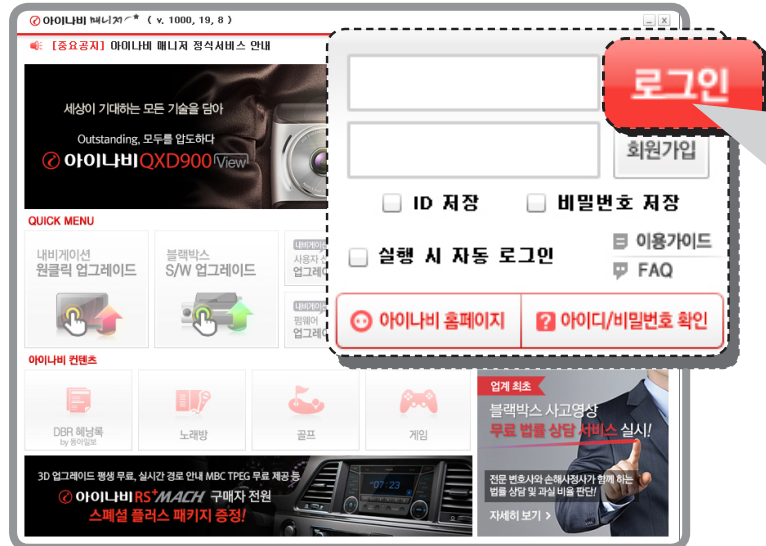 아이나비 매니저 ( v. 1000, 19, 8 )
[중요공지] 아이나비 매니저 정식서비스 안내
세상이 기대하는 모든 기술을 담아
Outstanding, 모두를 압도하다
아이나비 QXD900 View
로그인
회원가입
ID 저장
비밀번호 저장
실행 시 자동 로그인
이용가이드
FAQ
아이나비 홈페이지
아이디/비밀번호 확인
QUICK MENU
내비게이션
원클릭 업그레이드
블랙박스
S/W 업그레이드
내비게이
사용자
업그레
내비게이
펌웨어
업그레
아이나비 컨텐츠
DBR 혜낭록
by 동아일보
노래방
골프
게임
업계 최초
블랙박스 사고영상
무료 법률 상담 서비스 실시!
전문 변호사와 손해사정사가 함께 하는
법률 상담 및 과실 비율 판단!
자세히 보기 >
3D 업그레이드 평생 무료, 실시간 경로 안내 MBC TPEG 무료 제공 등
아이나비 RS+ MACH 구매자 전원
스페셜 플러스 패키지 증정!